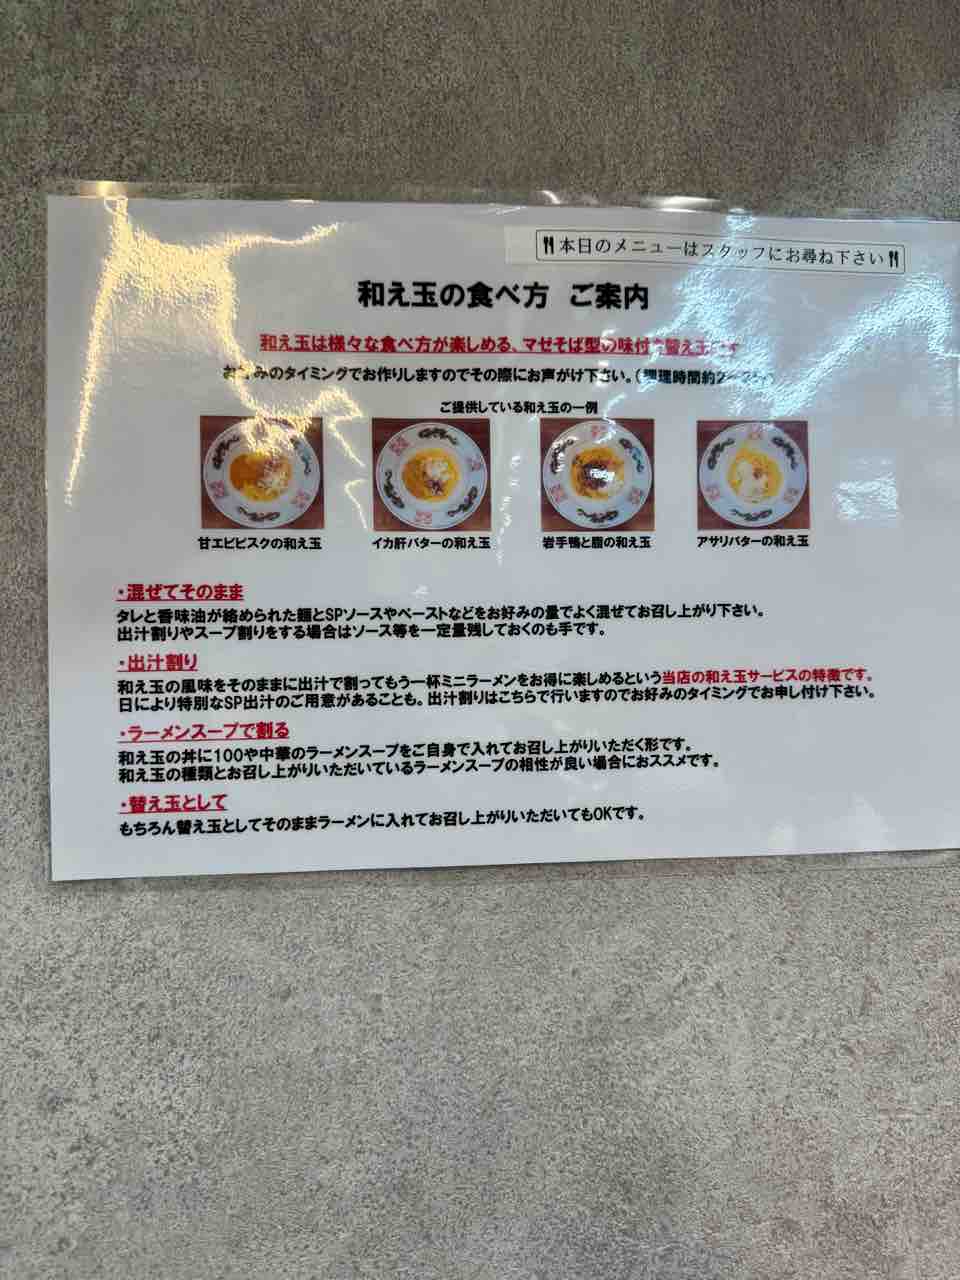 本日のメニューはスタッフにお尋ね下さい
和え玉の食べ方 ご案内
和え玉は様々な食べ方が楽しめる、マゼそば型の味付き替え玉です
お好みのタイミングでお作りしますのでその際にお声がけ下さい。(調理時間約2~3分)
ご提供している和え玉の一例
甘エビビスクの和え玉 イカ肝バターの和え玉 岩手鴨と脂の和え玉 アサリバターの和え玉
・混ぜてそのまま
タレと香味油が絡められた麺とSPソースやペーストなどをお好みの量でよく混ぜてお召し上がり下さい。
出汁割りやスープ割りをする場合はソース等を一定量残しておくのも手です。
・出汁割り
和え玉の風味をそのままに出汁で割ってもう一杯ミニラーメンをお得に楽しめるという当店の和え玉サービスの特徴です。
日により特別なSP出汁のご用意があることも。出汁割りはこちらで行いますのでお好みのタイミングでお申し付け下さい。
・ラーメンスープで割る
和え玉の丼に100や中華のラーメンスープをご自身で入れてお召し上がりいただく形です。
和え玉の種類とお召し上がりいただいているラーメンスープの相性が良い場合におススメです。
・替え玉として
もちろん替え玉としてそのままラーメンに入れてお召し上がりいただいてもOKです。